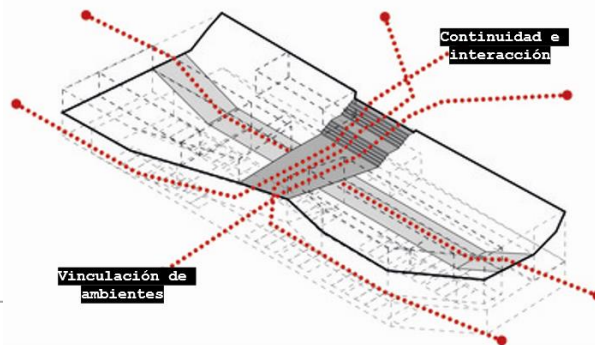 Continuidad e
interacción
Vinculación de
ambientes